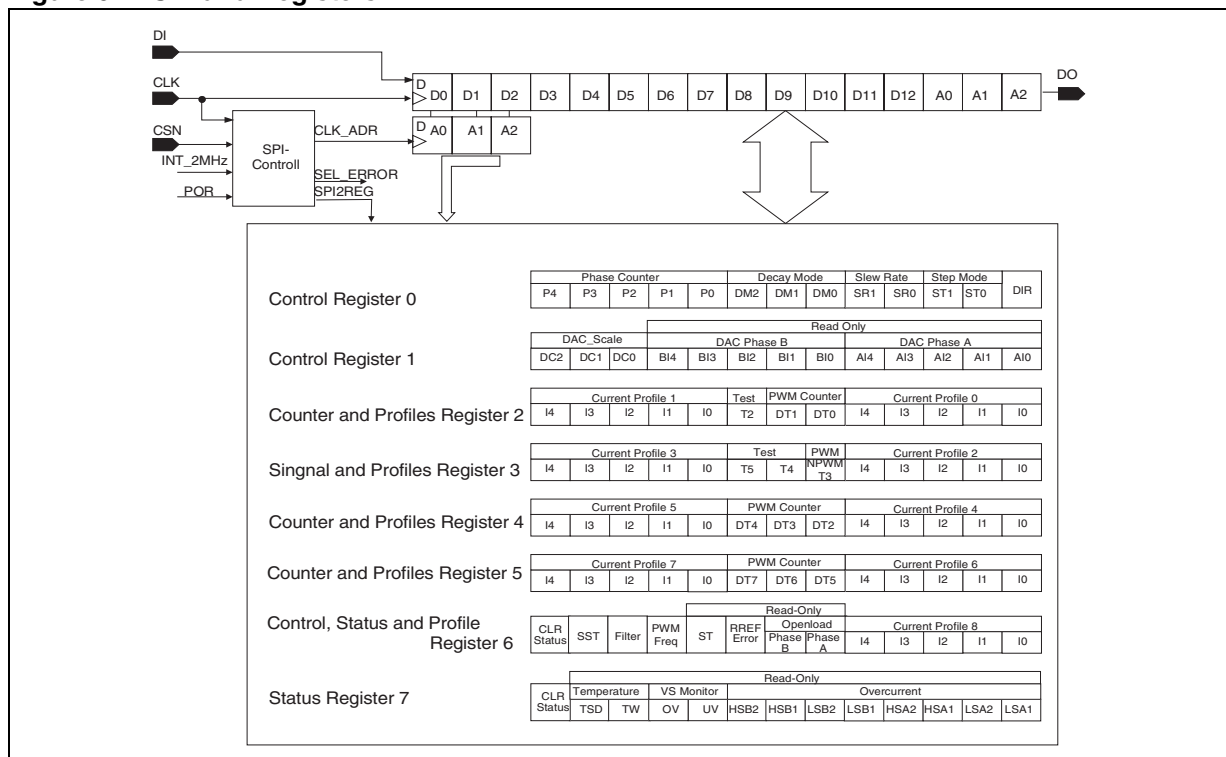 DI
DO
CLK
D
D0 D1 D2 D3 D4 D5 D6 D7 D8 D9 D10 D11 D12 A0 A1 A2
CSN
CLK_ADR
D
A0 A1 A2
SPI-
Controll
INT_2MHz
SEL_ERROR
POR
SPI2REG
Phase Counter Decay Mode Slew Rate Step Mode
Control Register 0
P4 P3 P2 P1 P0 DM2 DM1 DM0 SR1 SR0 ST1 ST0 DIR
Read Only
DAC_Scale DAC Phase B DAC Phase A
Control Register 1
DC2 DC1 DC0 BI4 BI3 BI2 BI1 BI0 AI4 AI3 AI2 AI1 AI0
Current Profile 1 Test PWM Counter Current Profile 0
Counter and Profiles Register 2
I4 I3 I2 I1 I0 T2 DT1 DT0 I4 I3 I2 I1 I0
Current Profile 3 Test PWM Current Profile 2
Singnal and Profiles Register 3
I4 I3 I2 I1 I0 T5 T4 NPWM T3 I4 I3 I2 I1 I0
Current Profile 5 PWM Counter Current Profile 4
Counter and Profiles Register 4
I4 I3 I2 I1 I0 DT4 DT3 DT2 I4 I3 I2 I1 I0
Current Profile 7 PWM Counter Current Profile 6
Counter and Profiles Register 5
I4 I3 I2 I1 I0 DT7 DT6 DT5 I4 I3 I2 I1 I0
Read-Only
Control, Status and Profile
Register 6
CLR Status SST Filter PWM Freq ST RREF Error Openload Phase B Phase A Current Profile 8
I4 I3 I2 I1 I0
Read-Only
Status Register 7
CLR Status Temperature VS Monitor Overcurrent
TSD TW OV UV HSB2 HSB1 LSB2 LSB1 HSA2 HSA1 LSA2 LSA1